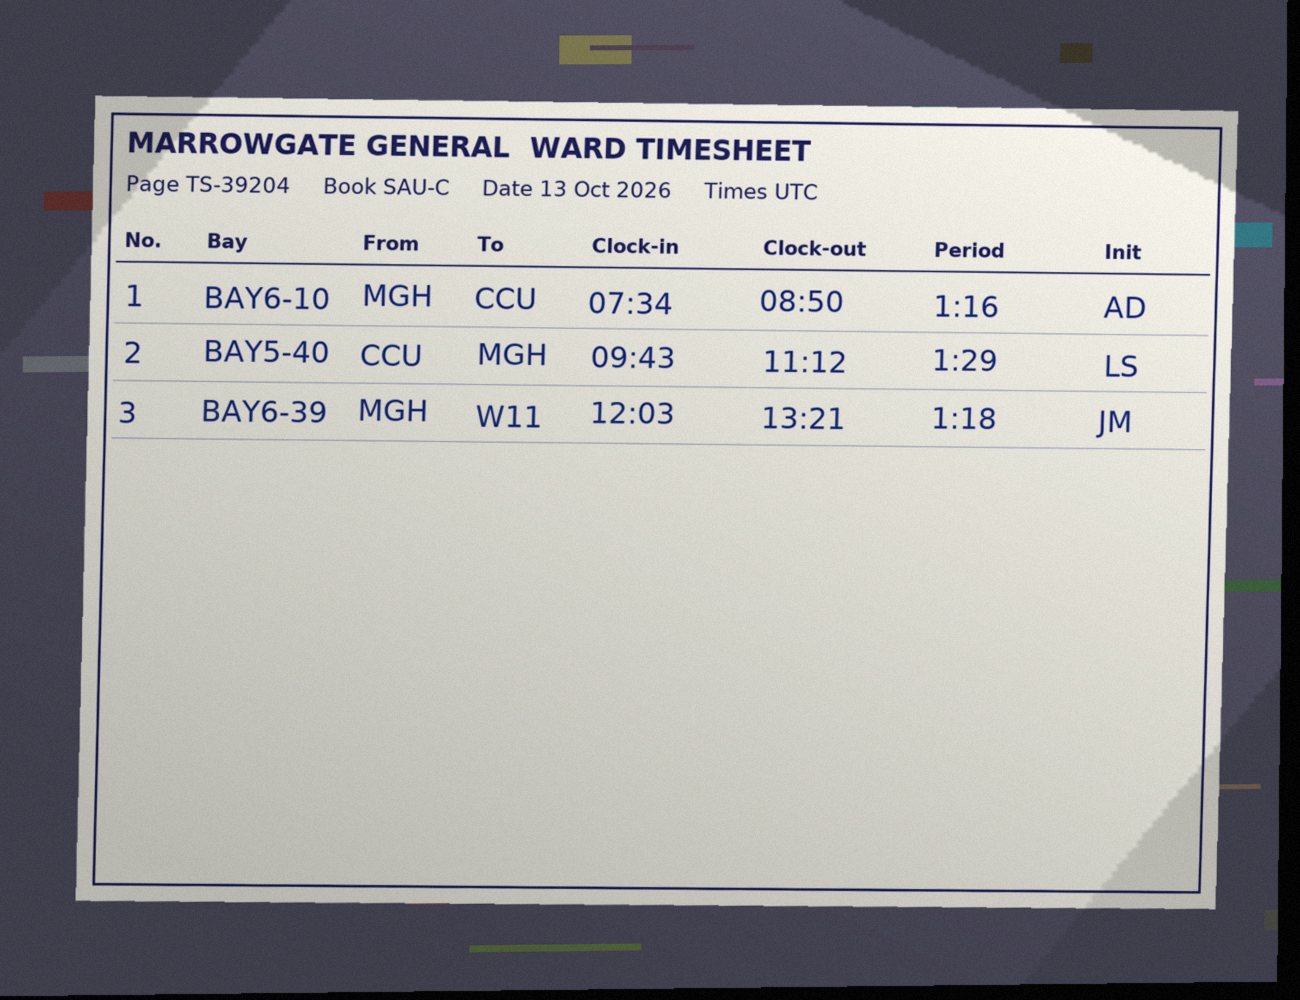 MARROWGATE GENERAL WARD TIMESHEET
Page TS-39204 Book SAU-C Date 13 Oct 2026 Times UTC
No. Bay From To Clock-in Clock-out Period Init
1 BAY6-10 MGH CCU 07:34 08:50 1:16 AD
2 BAY5-40 CCU MGH 09:43 11:12 1:29 LS
3 BAY6-39 MGH W11 12:03 13:21 1:18 JM